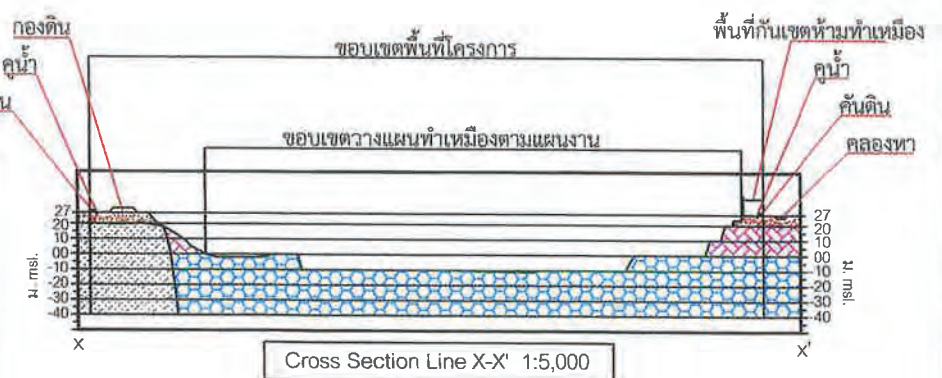 กองดิน
พื้นที่กันเขตห้ามทำเหมือง
ขอบเขตพื้นที่โครงการ
คูน้ำ
คูน้ำ
น
คันดิน
ขอบเขตวางแผนทำเหมืองตามแผนงาน
คลองหา
27
20
10
00
-10
-20
-30
-40
ม. msl.
27
20
10
00
-10
-20
-30
-40
ม. msl.
X
X'
Cross Section Line X-X' 1:5,000